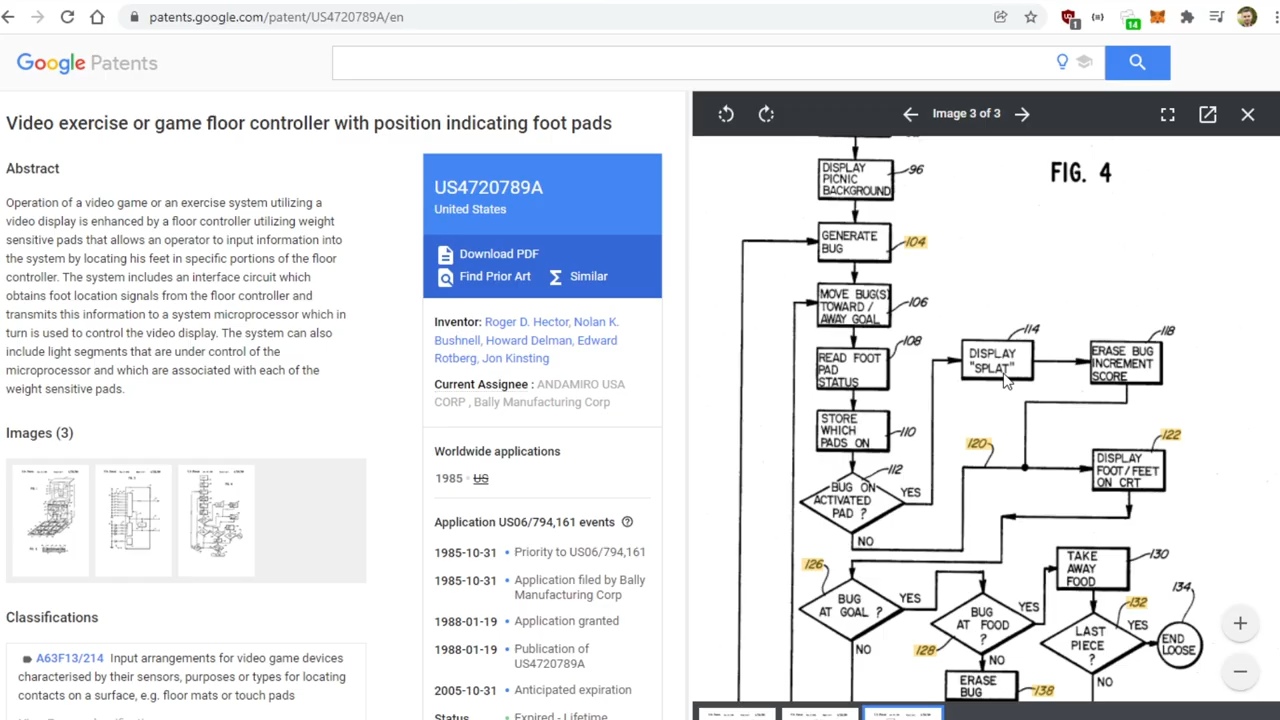 patents.google.com/patent/US4720789A/en
1
14
Google Patents
Video exercise or game floor controller with position indicating foot pads
Abstract
Operation of a video game or an exercise system utilizing a
video display is enhanced by a floor controller utilizing weight
sensitive pads that allows an operator to input information into
the system by locating his feet in specific portions of the floor
controller. The system includes an interface circuit which
obtains foot location signals from the floor controller and
transmits this information to a system microprocessor which in
turn is used to control the video display. The system can also
include light segments that are under control of the
microprocessor and which are associated with each of the
weight sensitive pads.
Images (3)
Classifications
A63F13/214 Input arrangements for video game devices
characterised by their sensors, purposes or types for locating
contacts on a surface, e.g. floor mats or touch pads
US4720789A
United States
Download PDF
Find Prior Art
Similar
Inventor: Roger D. Hector, Nolan K.
Bushnell, Howard Delman, Edward
Rotberg, Jon Kinsting
Current Assignee : ANDAMIRO USA
CORP , Bally Manufacturing Corp
Worldwide applications
1985 • US
Application US06/794,161 events
1985-10-31 • Priority to US06/794,161
1985-10-31 • Application filed by Bally
Manufacturing Corp
1988-01-19 • Application granted
1988-01-19 • Publication of
US4720789A
2005-10-31 • Anticipated expiration
Status • Expired - Lifetime
Image 3 of 3
FIG. 4
DISPLAY
PICNIC
BACKGROUND
96
GENERATE
BUG
104
MOVE BUG(S)
TOWARD /
AWAY GOAL
106
READ FOOT
PAD
STATUS
108
STORE
WHICH
PADS ON
110
BUG ON
ACTIVATED
PAD ?
112
YES
NO
DISPLAY
"SPLAT"
114
ERASE BUG
INCREMENT
SCORE
118
120
DISPLAY
FOOT/FEET
ON CRT
122
126
BUG
AT GOAL ?
YES
NO
BUG
AT FOOD
?
128
YES
NO
TAKE
AWAY
FOOD
130
LAST
PIECE
?
132
YES
NO
END
LOOSE
134
ERASE
BUG
138